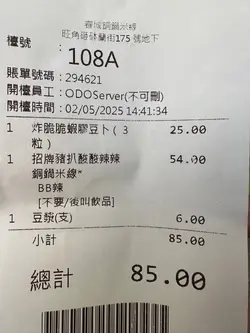 蓉城銅鍋米線
旺角砵蘭街175號地下
檯號 :
108A
賬單號碼 : 294621
開檯員工 : ODOServer(不可刪)
開檯時間 : 02/05/2025 14:41:34
1 炸脆脆蝦膠豆卜( 3 25.00
粒)
1 招牌豬扒酸酸辣辣 54.00
銅鍋米線"
BB辣
[不要/後叫飲品]
1 豆漿(支) 6.00
小計 85.00
總計 85.00